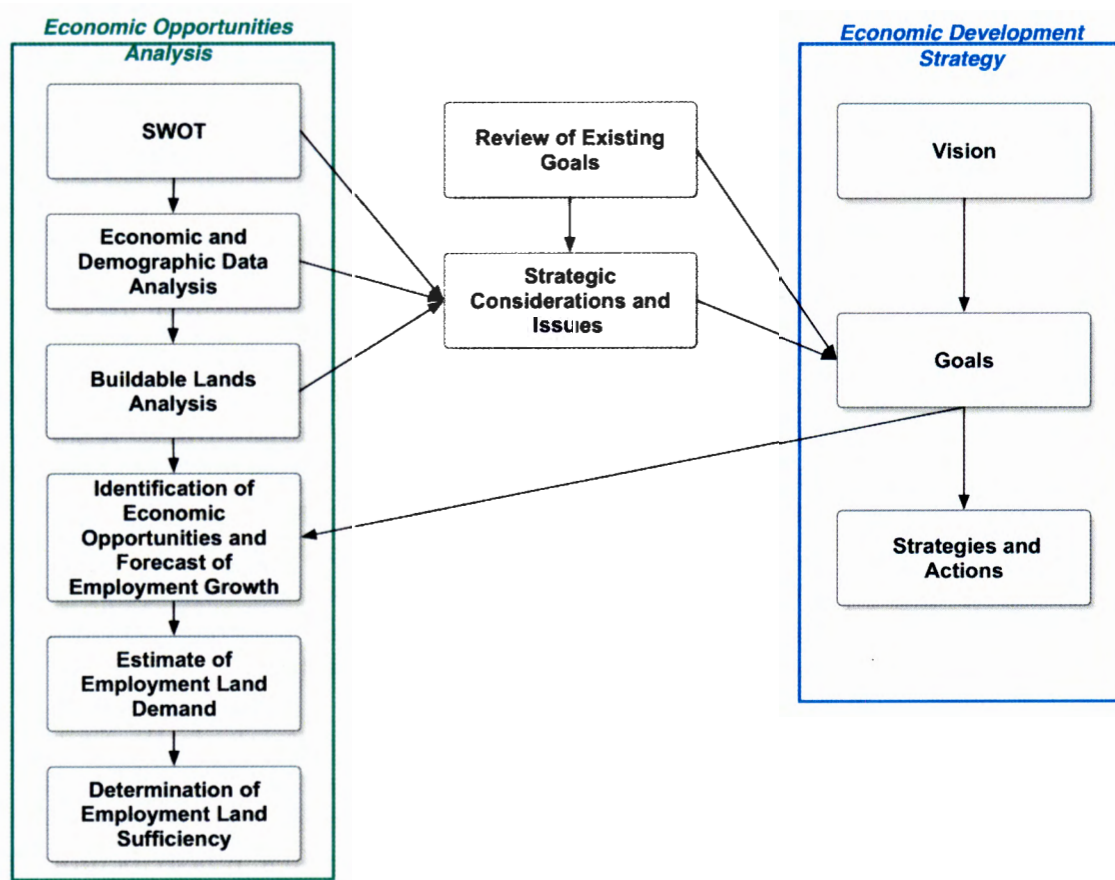 Economic Opportunities
Analysis
SWOT
Economic and
Demographic Data
Analysis
Buildable Lands
Analysis
Identification of
Economic
Opportunities and
Forecast of
Employment Growth
Estimate of
Employment Land
Demand
Determination of
Employment Land
Sufficiency
Review of Existing
Goals
Strategic
Considerations and
Issues
Economic Development
Strategy
Vision
Goals
Strategies and
Actions